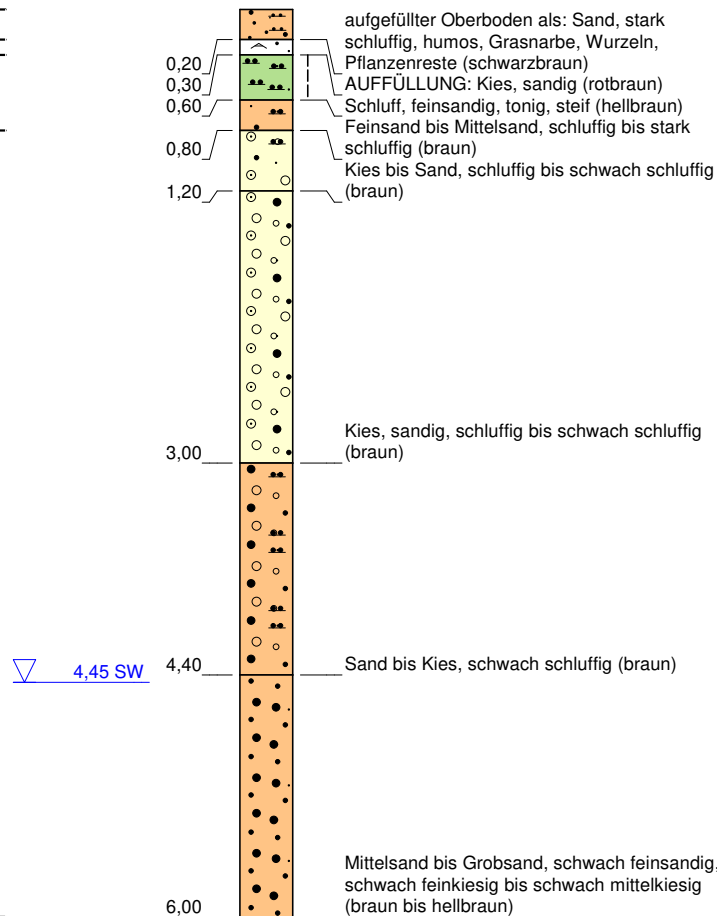 aufgefüllter Oberboden als: Sand, stark
schluffig, humos, Grasnarbe, Wurzeln,
Pflanzenreste (schwarzbraun)
0,20
AUFFÜLLUNG: Kies, sandig (rotbraun)
0,30
Schluff, feinsandig, tonig, steif (hellbraun)
0,60
Feinsand bis Mittelsand, schluffig bis stark
schluffig (braun)
0,80
Kies bis Sand, schluffig bis schwach schluffig
(braun)
1,20
Kies, sandig, schluffig bis schwach schluffig
(braun)
3,00
Sand bis Kies, schwach schluffig (braun)
4,40
4,45 SW
Mittelsand bis Grobsand, schwach feinsandig,
schwach feinkiesig bis schwach mittelkiesig
(braun bis hellbraun)
6,00